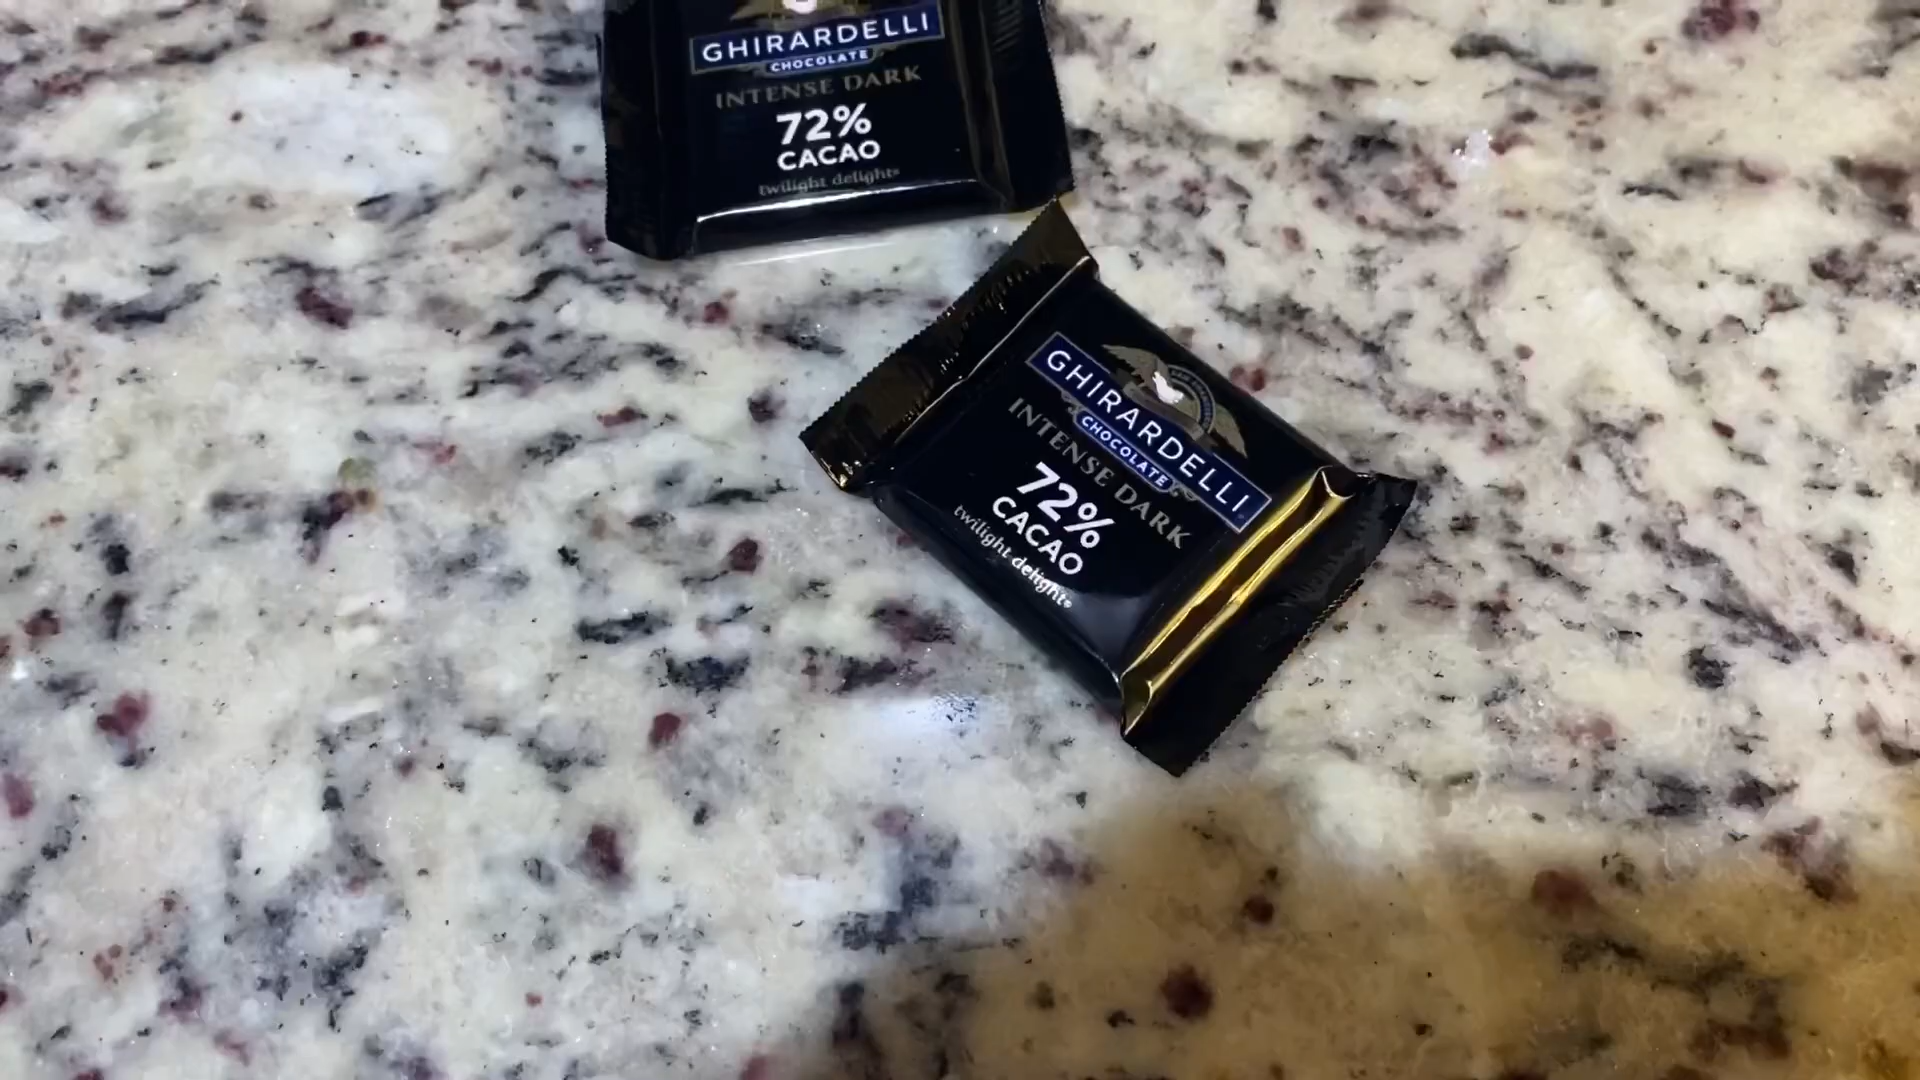 GHIRARDELLI
CHOCOLATE
INTENSE DARK
72%
CACAO
twilight delight®
GHIRARDELLI
CHOCOLATE
INTENSE DARK
72%
CACAO
twilight delight®